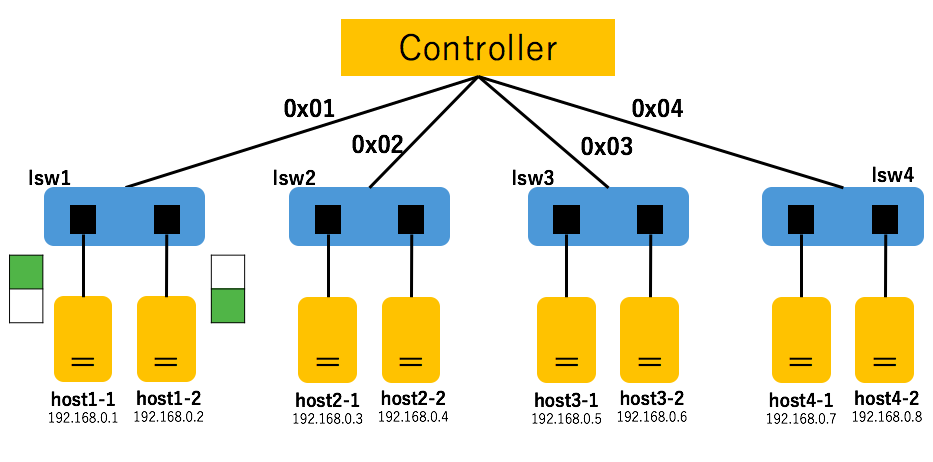 Controller
0x01
0x02
0x03
0x04
lsw1
lsw2
lsw3
lsw4
host1-1
192.168.0.1
host1-2
192.168.0.2
host2-1
192.168.0.3
host2-2
192.168.0.4
host3-1
192.168.0.5
host3-2
192.168.0.6
host4-1
192.168.0.7
host4-2
192.168.0.8